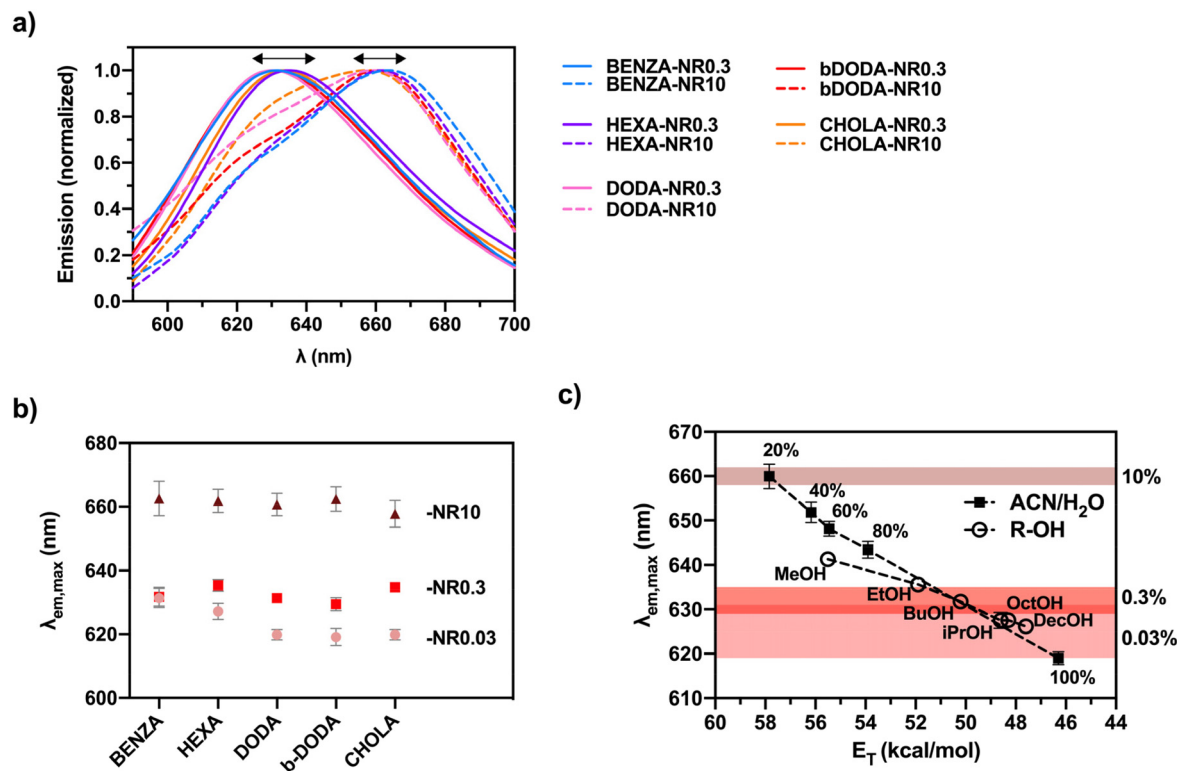 a)
Emission (normalized)
1.0
0.8
0.6
0.4
0.2
0.0
600
620
640
660
680
700
λ (nm)
BENZA-NR0.3
BENZA-NR10
HEXA-NR0.3
HEXA-NR10
DODA-NR0.3
DODA-NR10
bDODA-NR0.3
bDODA-NR10
CHOLA-NR0.3
CHOLA-NR10
b)
λem,max (nm)
680
660
640
620
600
-NR10
-NR0.3
-NR0.03
BENZA
HEXA
DODA
b-DODA
CHOLA
c)
λem,max (nm)
670
660
650
640
630
620
610
20%
40%
60%
80%
100%
MeOH
EtOH
BuOH
iPrOH
OctOH
DecOH
ACN/H2O
R-OH
10%
0.3%
0.03%
60
58
56
54
52
50
48
46
44
ET (kcal/mol)